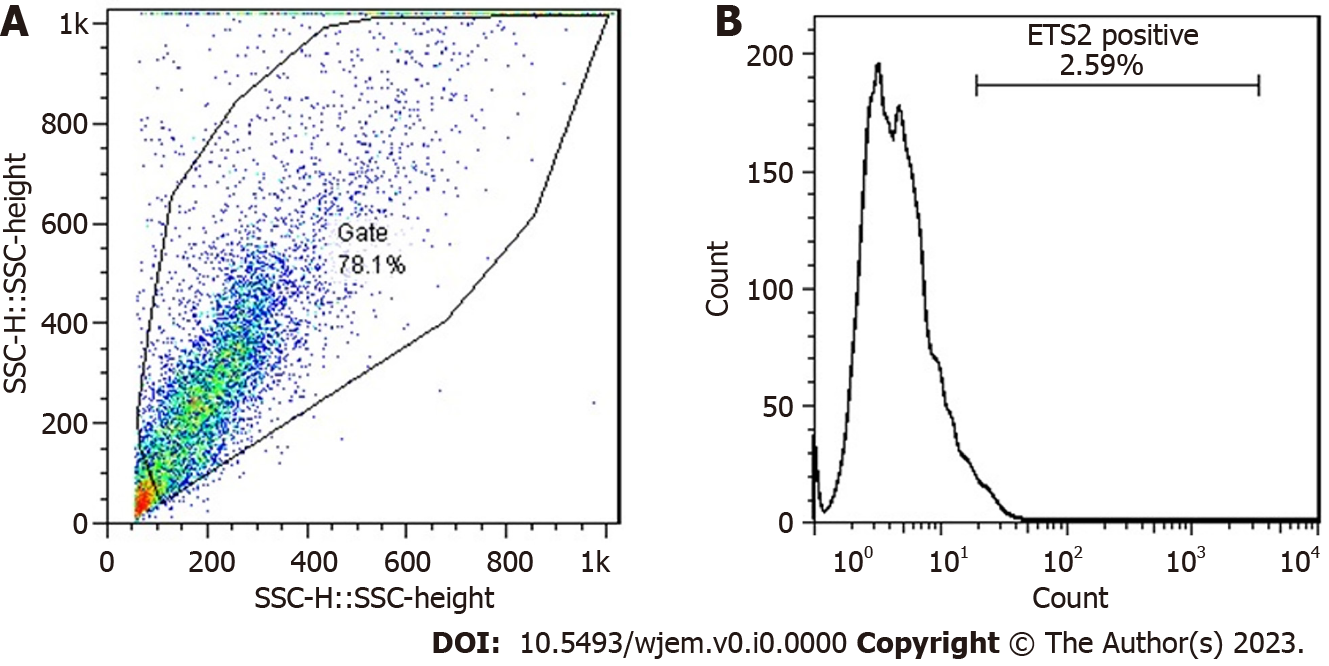 A
1k
800
600
400
200
0
SSC-H::SSC-height
Gate
78.1%
0 200 400 600 800 1k
SSC-H::SSC-height
B
200
150
100
50
0
Count
ETS2 positive
2.59%
10⁰ 10¹ 10² 10³ 10⁴
Count
DOI: 10.5493/wjem.v0.i0.0000 Copyright © The Author(s) 2023.